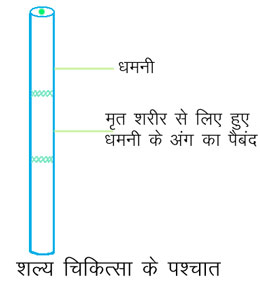 धमनी
मृत शरीर से लिए हुए
धमनी के अंग का पैबंद
शल्य चिकित्सा के पश्चात